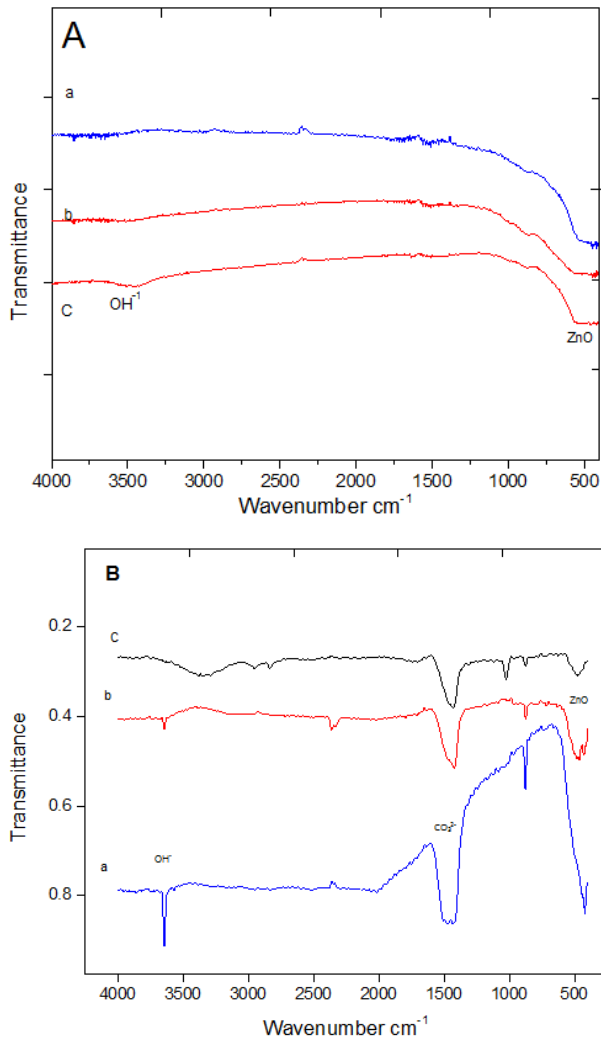 A
a
b
C
OH⁻¹
ZnO
Transmittance
4000 3500 3000 2500 2000 1500 1000 500
Wavenumber cm⁻¹
B
0.2
C
b
ZnO
0.4
Transmittance
0.6
CO₃²⁻
OH⁻
a
0.8
4000 3500 3000 2500 2000 1500 1000 500
Wavenumber cm⁻¹